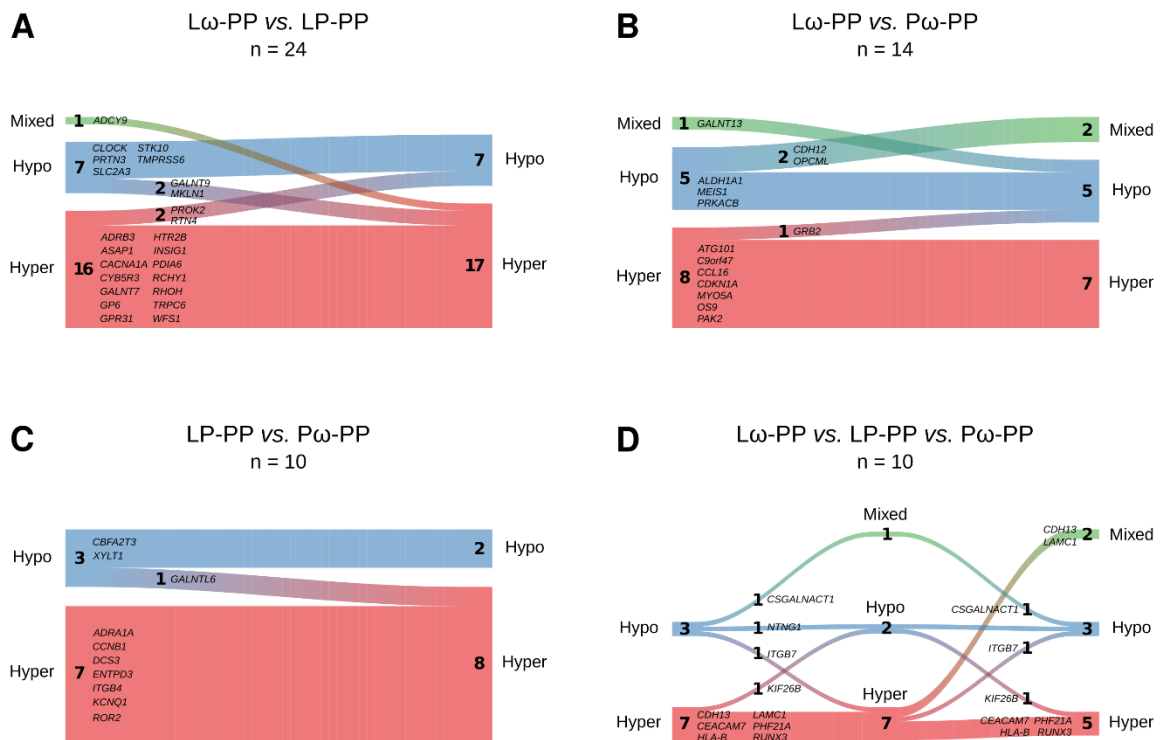 A
Lω-PP vs. LP-PP
n = 24
Mixed
1 ADCY9
Hypo
7
CLOCK STK10
PRTN3 TMPRSS6
SLC2A3
7
Hypo
2
GALNT9
MKLN1
2
PROK2
RTN4
Hyper
16
ADRB3 HTR2B
ASAP1 INSIG1
CACNA1A PDIA6
CYB5R3 RCHY1
GALNT7 RHOH
GP6 TRPC6
GPR31 WFS1
17
Hyper
B
Lω-PP vs. Pω-PP
n = 14
Mixed
1 GALNT13
2
Mixed
2
CDH12
OPCML
Hypo
5
ALDH1A1
MEIS1
PRKACB
5
Hypo
1 GRB2
Hyper
8
ATG101
C9orf47
CCL16
CDKN1A
MYO5A
OS9
PAK2
7
Hyper
C
LP-PP vs. Pω-PP
n = 10
Hypo
3
CBFA2T3
XYLT1
2
Hypo
1 GALNTL6
Hyper
7
ADRA1A
CCNB1
DCS3
ENTPD3
ITGB4
KCNQ1
ROR2
8
Hyper
D
Lω-PP vs. LP-PP vs. Pω-PP
n = 10
Mixed
1
CDH13
LAMC1
2
Mixed
1 CSGALNACT1
CSGALNACT1 1
Hypo
3
1 NTNG1
Hypo
2
3
Hypo
1 ITGB7
ITGB7 1
1 KIF26B
KIF26B 1
Hyper
7
CDH13 LAMC1
CEACAM7 PHF21A
HLA-B RUNX3
Hyper
7
CEACAM7 PHF21A
HLA-B RUNX3
5
Hyper